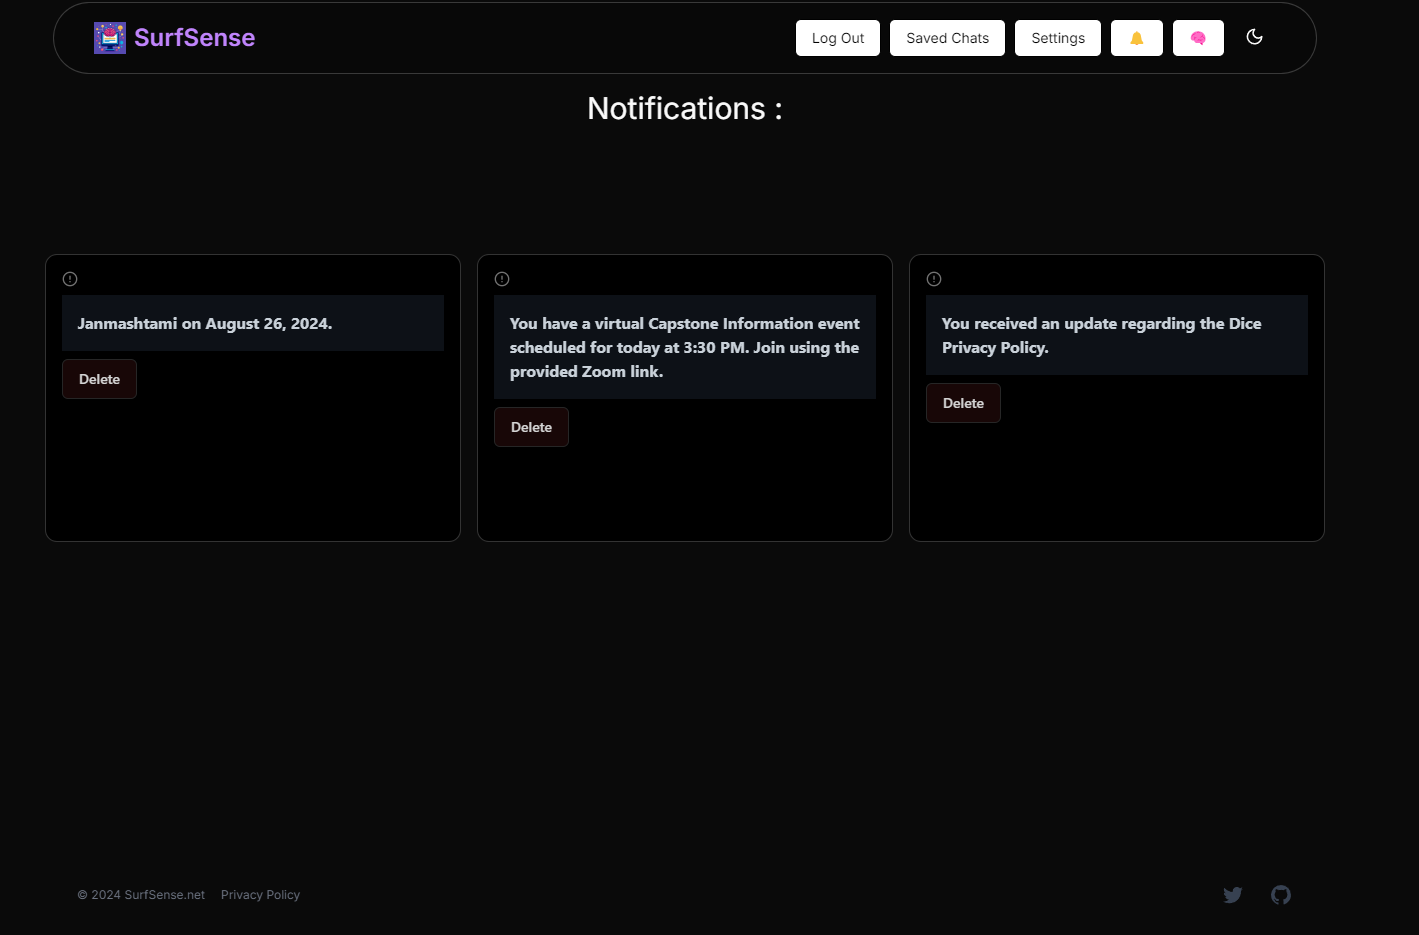 SurfSense
Log Out
Saved Chats
Settings
Notifications :
Janmashtami on August 26, 2024.
Delete
You have a virtual Capstone Information event
scheduled for today at 3:30 PM. Join using the
provided Zoom link.
Delete
You received an update regarding the Dice
Privacy Policy.
Delete
© 2024 SurfSense.net
Privacy Policy